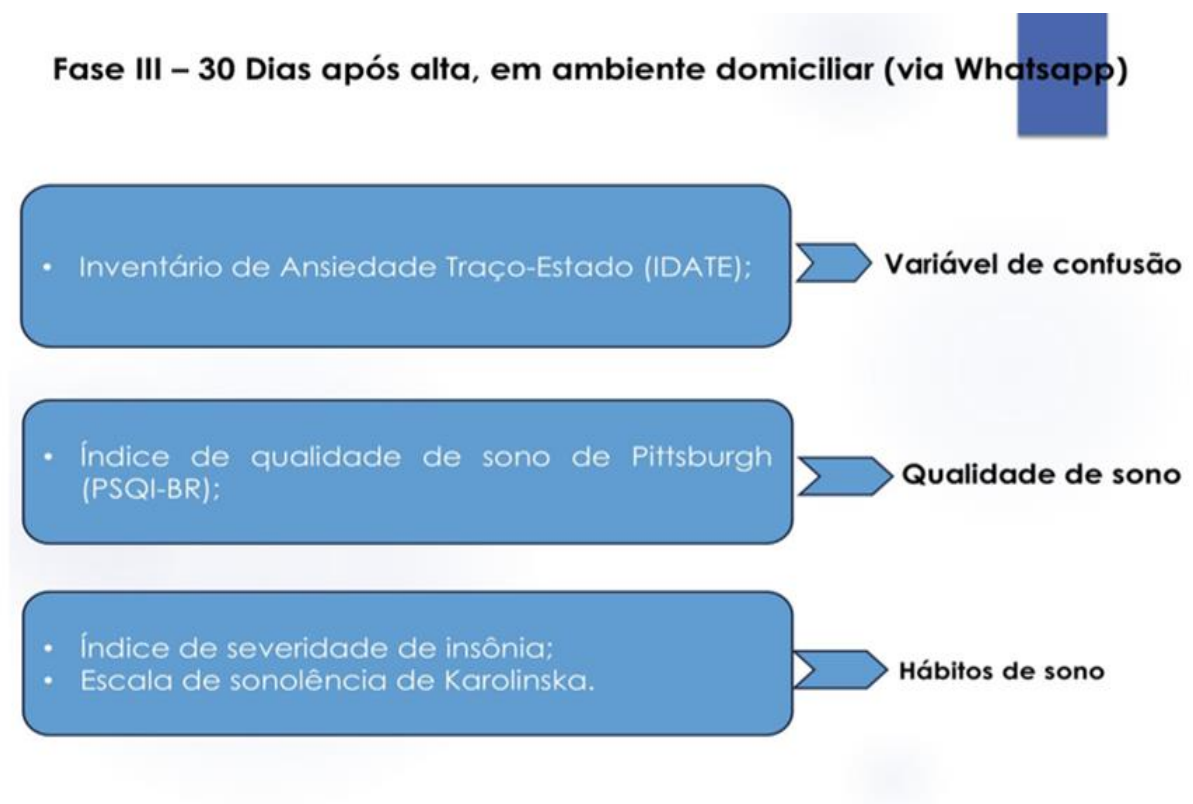 Fase III – 30 Dias após alta, em ambiente domiciliar (via Whatsapp)
• Inventário de Ansiedade Traço-Estado (IDATE);
Variável de confusão
• Índice de qualidade de sono de Pittsburgh
(PSQI-BR);
Qualidade de sono
• Índice de severidade de insônia;
• Escala de sonolência de Karolinska.
Hábitos de sono